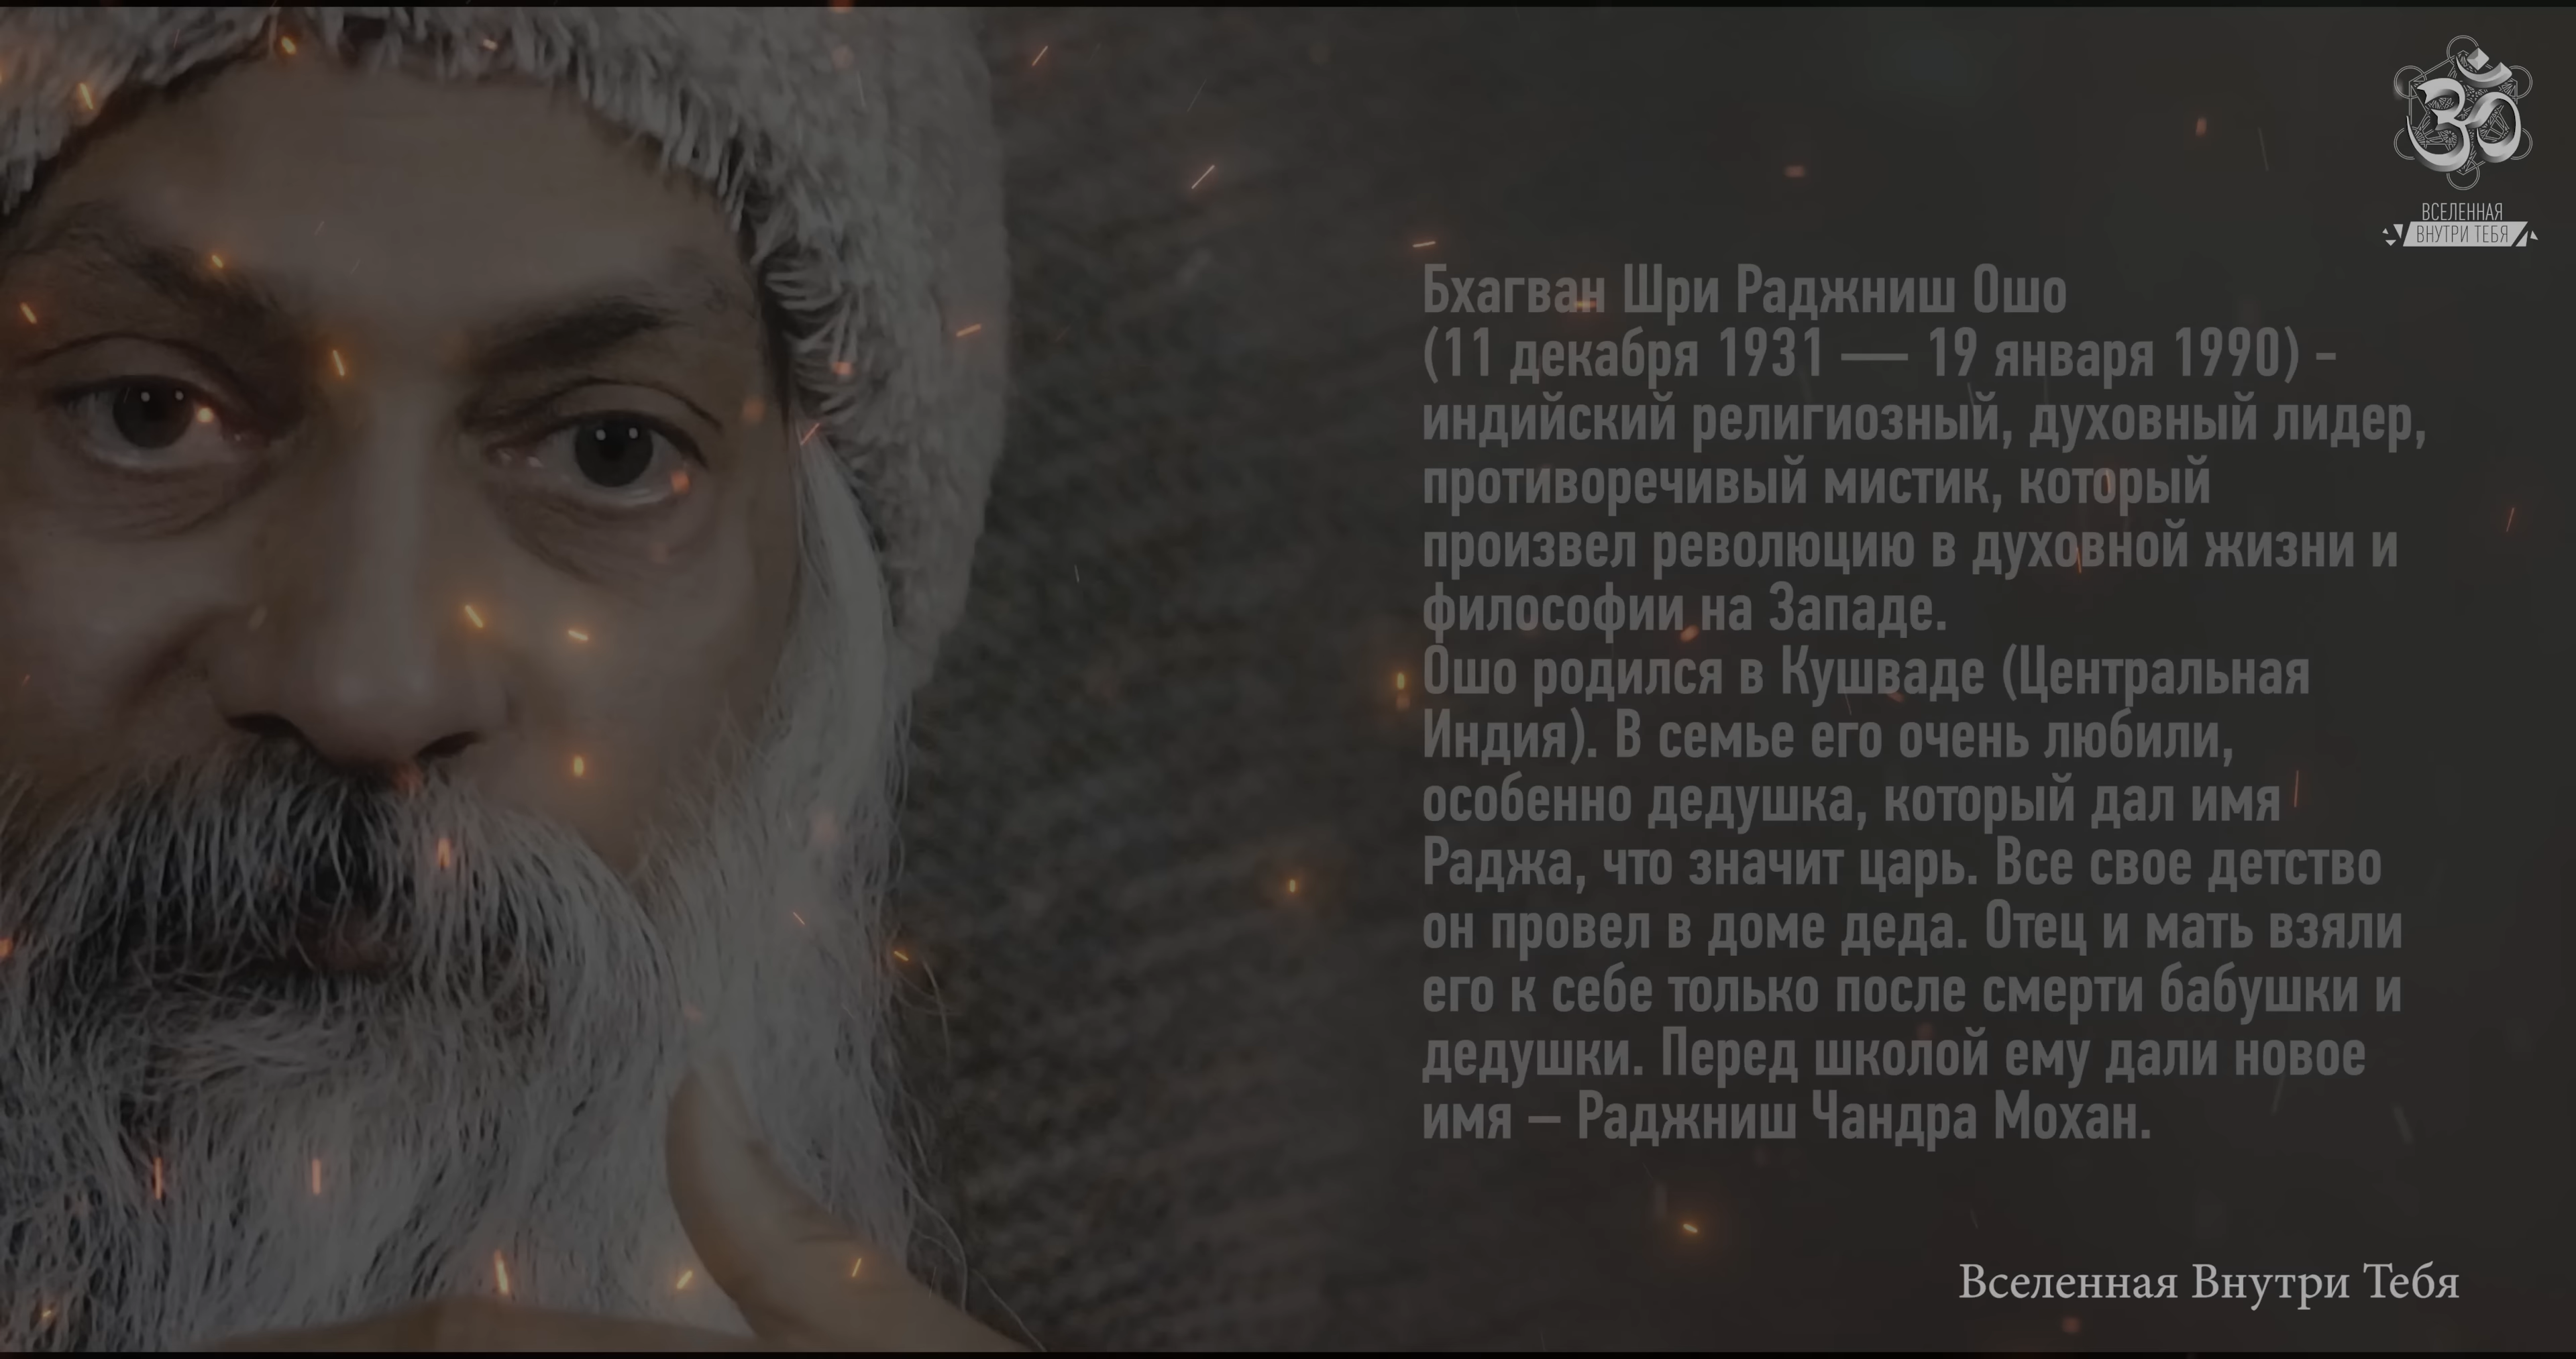 ВСЕЛЕННАЯ
ВНУТРИ ТЕБЯ
Бхагван Шри Раджниш Ошо
(11 декабря 1931 — 19 января 1990) –
индийский религиозный, духовный лидер,
противоречивый мистик, который
произвел революцию в духовной жизни и
философии на Западе.
Ошо родился в Кушваде (Центральная
Индия). В семье его очень любили,
особенно дедушка, который дал имя
Раджа, что значит царь. Все свое детство
он провел в доме деда. Отец и мать взяли
его к себе только после смерти бабушки и
дедушки. Перед школой ему дали новое
имя – Раджниш Чандра Мохан.
Вселенная Внутри Тебя